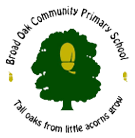 Broad Oak Community Primary School
Tall oaks from little acorns grow